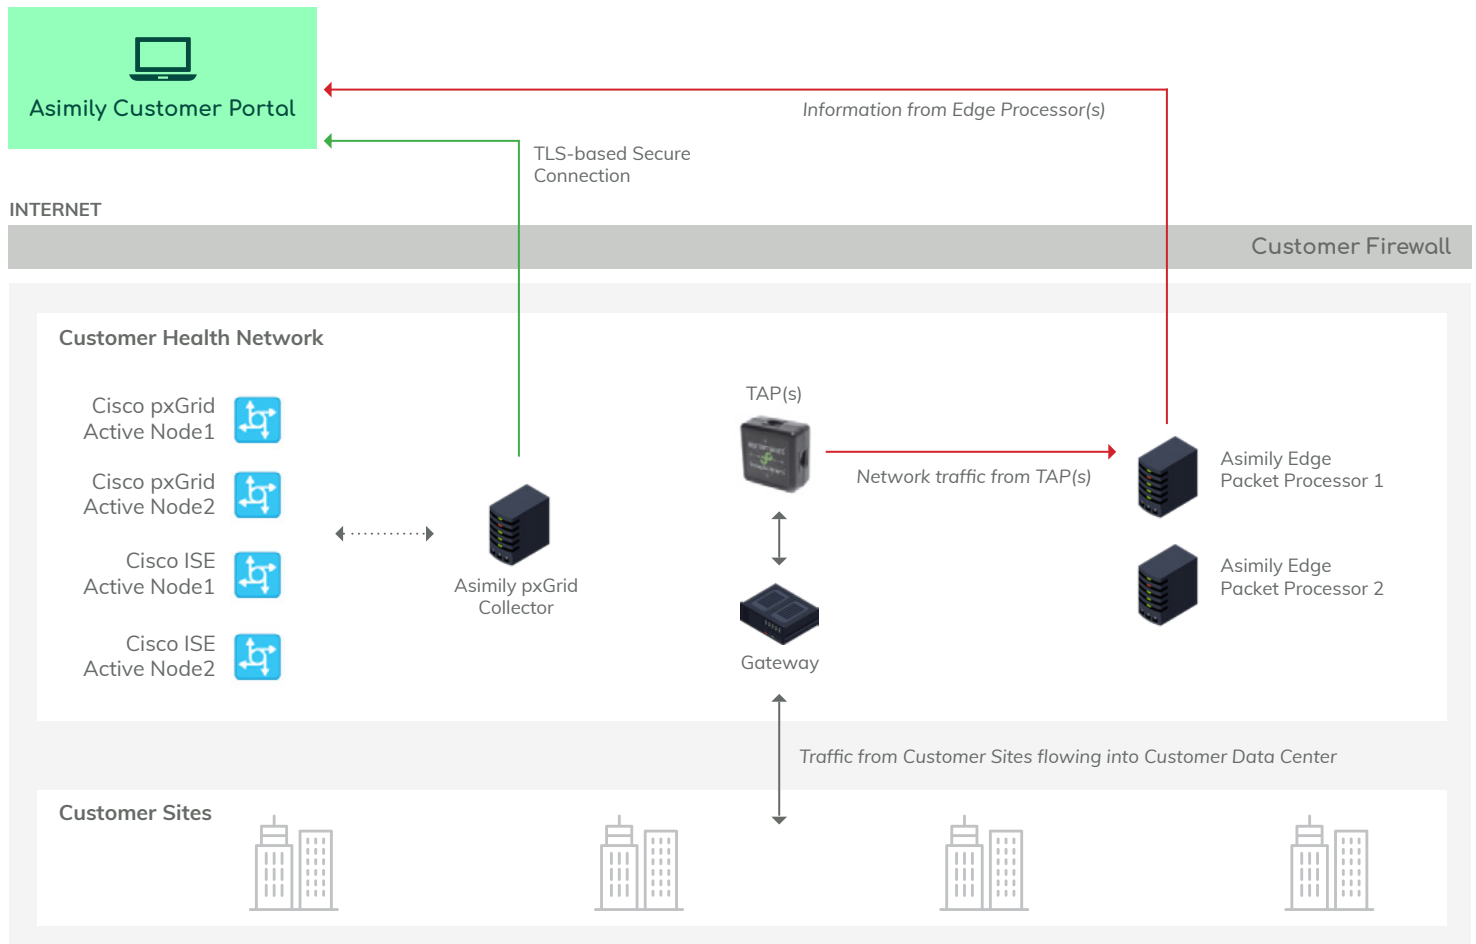 Asimily Customer Portal
Information from Edge Processor(s)
TLS-based Secure
Connection
INTERNET
Customer Firewall
Customer Health Network
Cisco pxGrid
Active Node1
Cisco pxGrid
Active Node2
Cisco ISE
Active Node1
Cisco ISE
Active Node2
Asimily pxGrid
Collector
TAP(s)
Network traffic from TAP(s)
Gateway
Asimily Edge
Packet Processor 1
Asimily Edge
Packet Processor 2
Traffic from Customer Sites flowing into Customer Data Center
Customer Sites